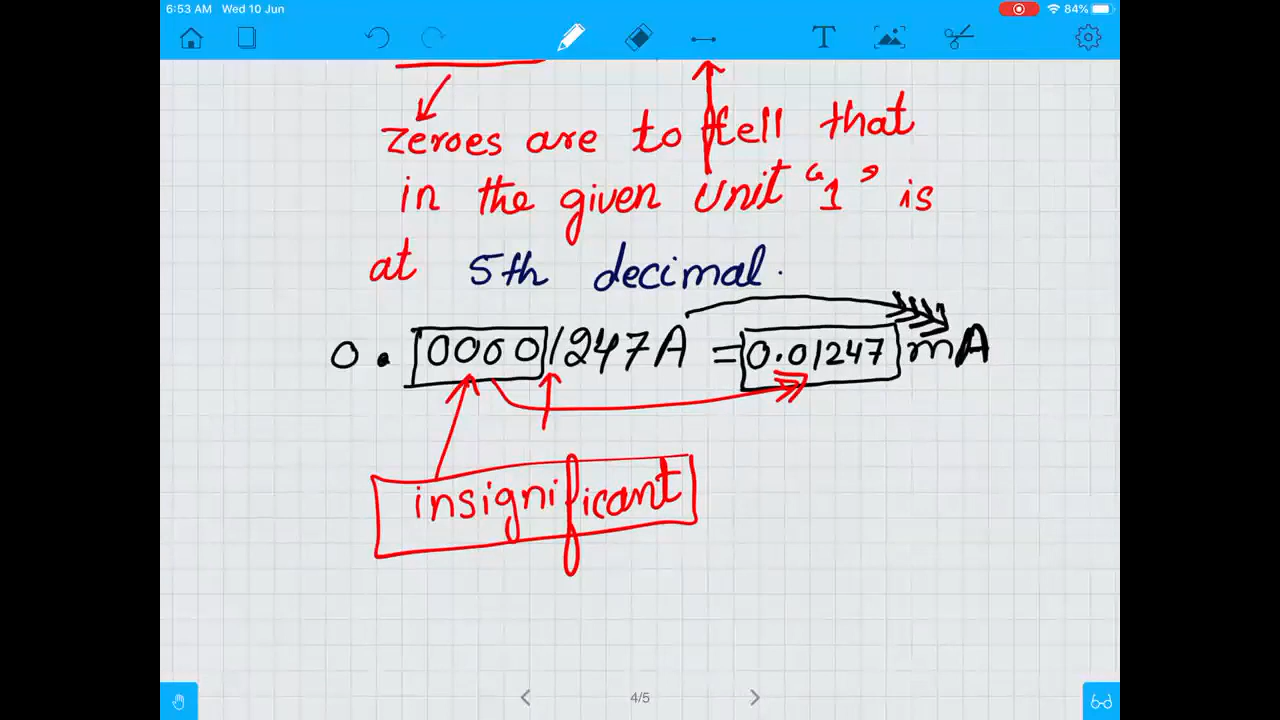 6:53 AM Wed 10 Jun 84%
T
zeroes are to tell that
in the given unit "1" is
at 5th decimal.
0.00001247A = 0.01247 mA
insignificant
4/5